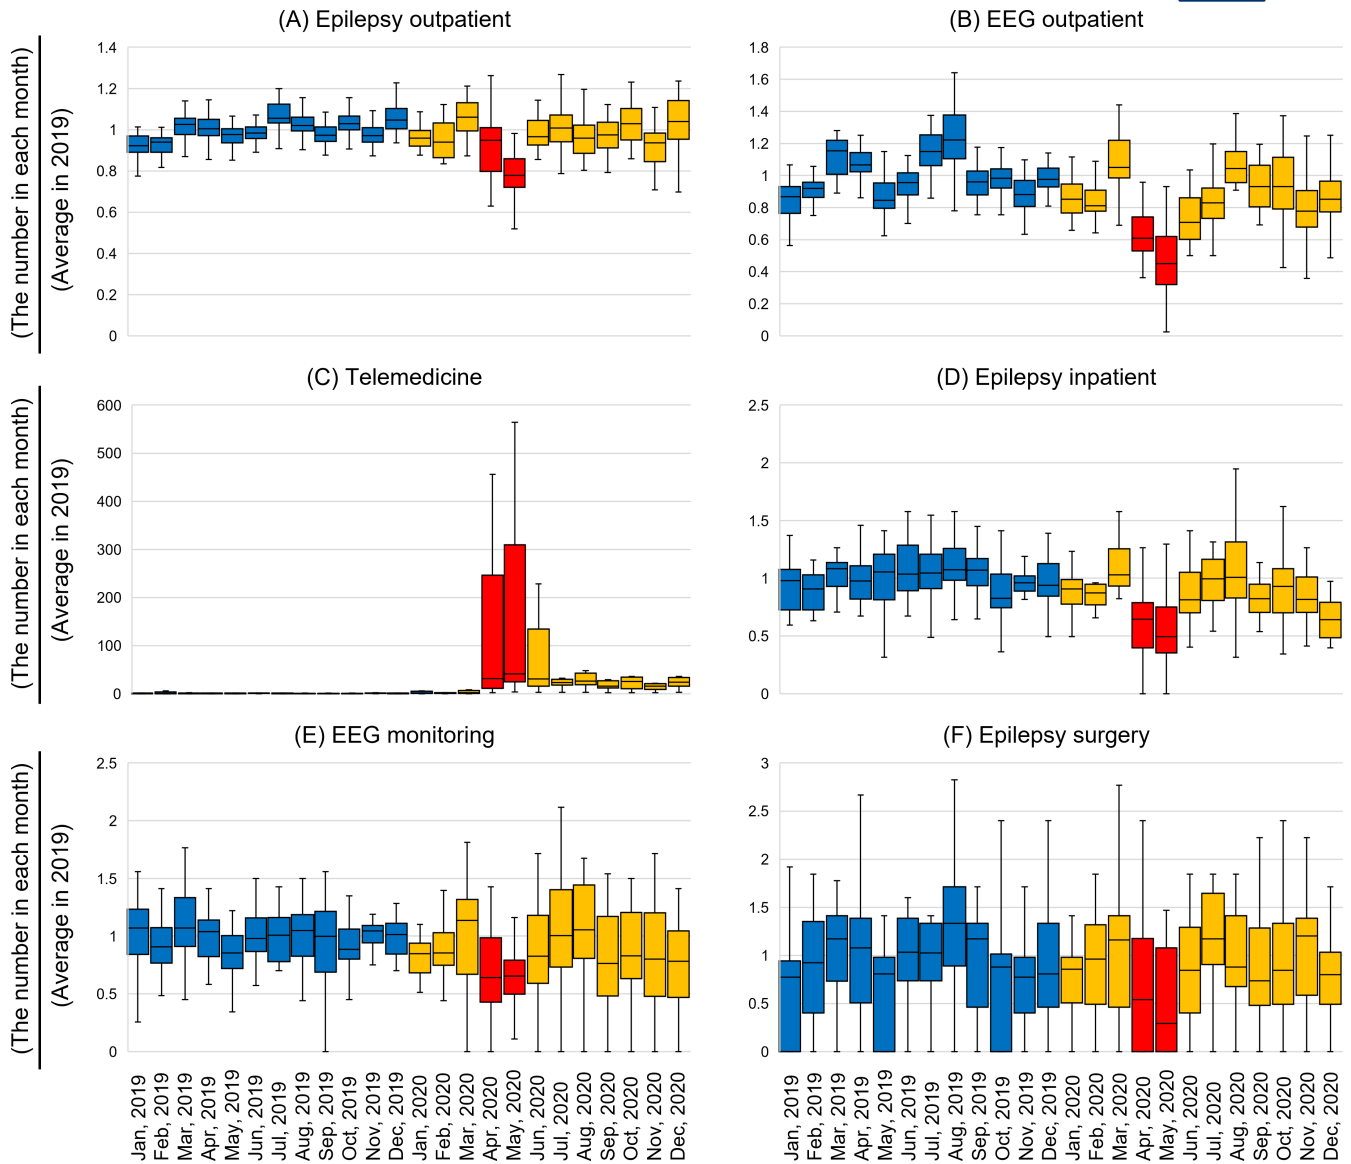 (A) Epilepsy outpatient
(B) EEG outpatient
(The number in each month)
(Average in 2019)
1.4
1.2
1
0.8
0.6
0.4
0.2
0
1.8
1.6
1.4
1.2
1
0.8
0.6
0.4
0.2
0
(C) Telemedicine
(D) Epilepsy inpatient
(The number in each month)
(Average in 2019)
600
500
400
300
200
100
0
2.5
2
1.5
1
0.5
0
(E) EEG monitoring
(F) Epilepsy surgery
(The number in each month)
(Average in 2019)
2.5
2
1.5
1
0.5
0
3
2.5
2
1.5
1
0.5
0
Jan, 2019
Feb, 2019
Mar, 2019
Apr, 2019
May, 2019
Jun, 2019
Jul, 2019
Aug, 2019
Sep, 2019
Oct, 2019
Nov, 2019
Dec, 2019
Jan, 2020
Feb, 2020
Mar, 2020
Apr, 2020
May, 2020
Jun, 2020
Jul, 2020
Aug, 2020
Sep, 2020
Oct, 2020
Nov, 2020
Dec, 2020
Jan, 2019
Feb, 2019
Mar, 2019
Apr, 2019
May, 2019
Jun, 2019
Jul, 2019
Aug, 2019
Sep, 2019
Oct, 2019
Nov, 2019
Dec, 2019
Jan, 2020
Feb, 2020
Mar, 2020
Apr, 2020
May, 2020
Jun, 2020
Jul, 2020
Aug, 2020
Sep, 2020
Oct, 2020
Nov, 2020
Dec, 2020